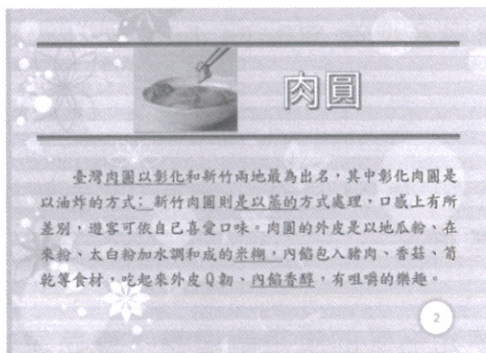 肉圓
臺灣肉圓以彰化和新竹兩地最為出名，其中彰化肉圓是
以油炸的方式；新竹肉圓則是以蒸的方式處理，口感上有所
差別，遊客可依自己喜愛口味。肉圓的外皮是以地瓜粉、在
來粉、太白粉加水調和成的米糊，內餡包入豬肉、香菇、筍
乾等食材，吃起來外皮Q韌、內餡香醇，有咀嚼的樂趣。
2